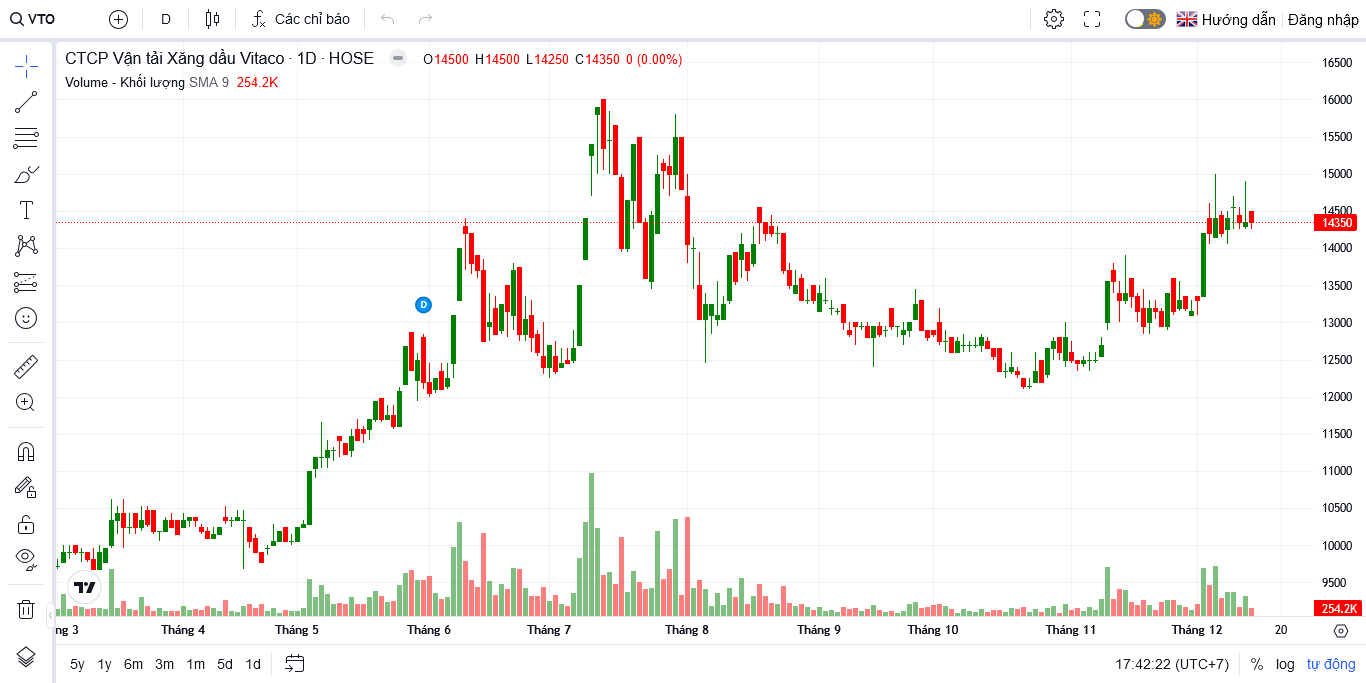 VTO D Các chỉ báo Hướng dẫn Đăng nhập
CTCP Vận tải Xăng dầu Vitaco · 1D · HOSE O14500 H14500 L14250 C14350 0 (0.00%)
Volume - Khối lượng SMA 9 254.2K
16500
16000
15500
15000
14500
14350
14000
13500
13000
12500
12000
11500
11000
10500
10000
9500
254.2K
D
ng 3 Tháng 4 Tháng 5 Tháng 6 Tháng 7 Tháng 8 Tháng 9 Tháng 10 Tháng 11 Tháng 12 20
5y 1y 6m 3m 1m 5d 1d 17:42:22 (UTC+7) % log tự động